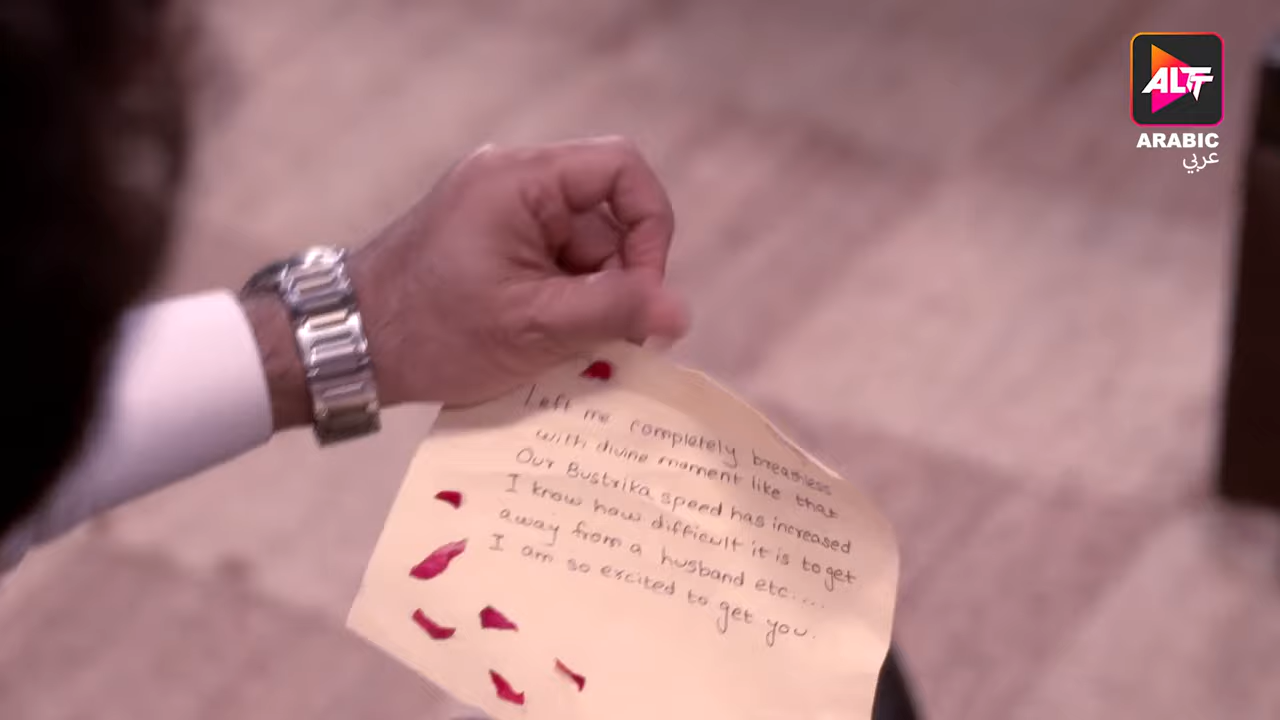 ALTT
ARABIC
عربي
Left me completely breathless
with divine moment like that
Our Bustrika speed has increased
I know how difficult it is to get
away from a husband etc....
I am so excited to get you.